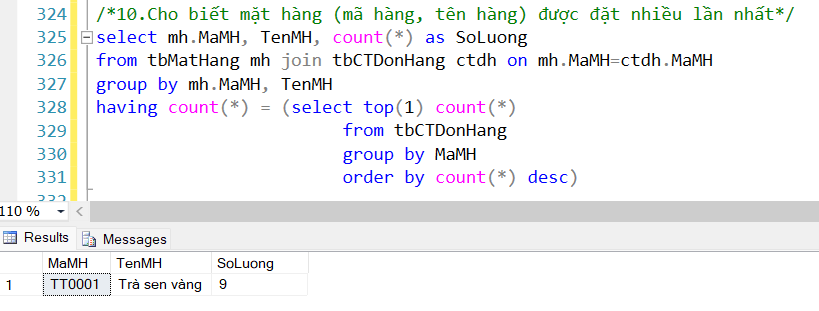 324 /*10.Cho biết mặt hàng (mã hàng, tên hàng) được đặt nhiều lần nhất*/
325 select mh.MaMH, TenMH, count(*) as SoLuong
326 from tbMatHang mh join tbCTDonHang ctdh on mh.MaMH=ctdh.MaMH
327 group by mh.MaMH, TenMH
328 having count(*) = (select top(1) count(*)
329 from tbCTDonHang
330 group by MaMH
331 order by count(*) desc)
332
110 %
Results Messages
MaMH TenMH SoLuong
1 TT0001 Trà sen vàng 9